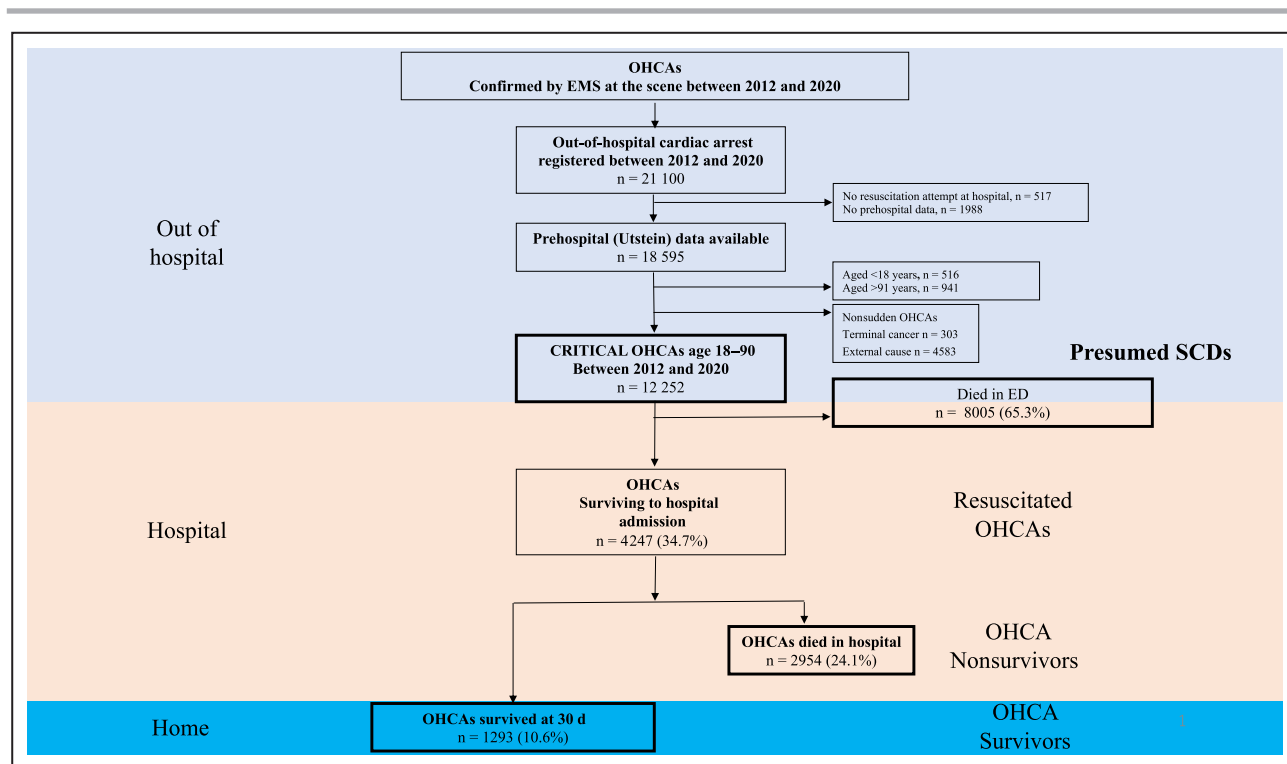 OHCAs
Confirmed by EMS at the scene between 2012 and 2020
Out-of-hospital cardiac arrest
registered between 2012 and 2020
n = 21 100
No resuscitation attempt at hospital, n = 517
No prehospital data, n = 1988
Out of
hospital
Prehospital (Utstein) data available
n = 18 595
Aged <18 years, n = 516
Aged >91 years, n = 941
Nonsudden OHCAs
Terminal cancer n = 303
External cause n = 4583
CRITICAL OHCAs age 18–90
Between 2012 and 2020
n = 12 252
Presumed SCDs
Died in ED
n = 8005 (65.3%)
Hospital
OHCAs
Surviving to hospital
admission
n = 4247 (34.7%)
Resuscitated
OHCAs
OHCAs died in hospital
n = 2954 (24.1%)
OHCA
Nonsurvivors
Home
OHCAs survived at 30 d
n = 1293 (10.6%)
OHCA
Survivors